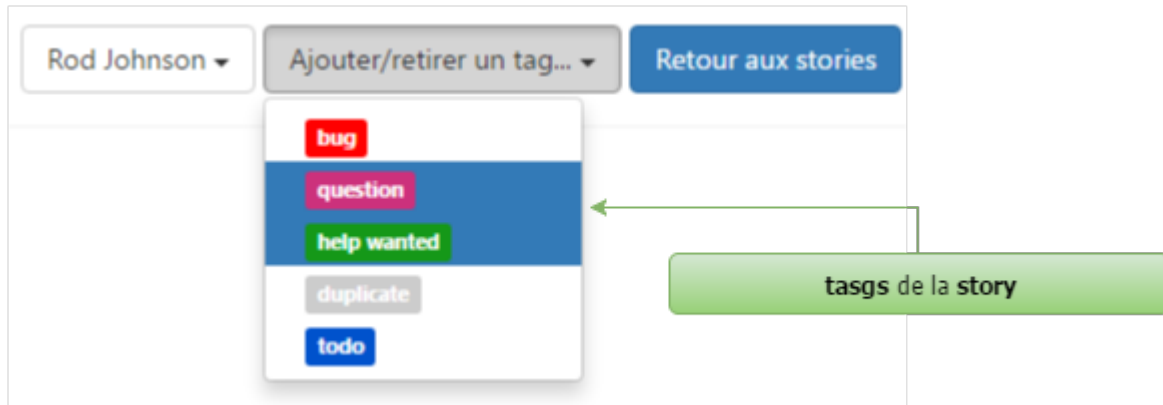 Rod Johnson
Ajouter/retirer un tag...
Retour aux stories
bug
question
help wanted
duplicate
todo
tasgs de la story